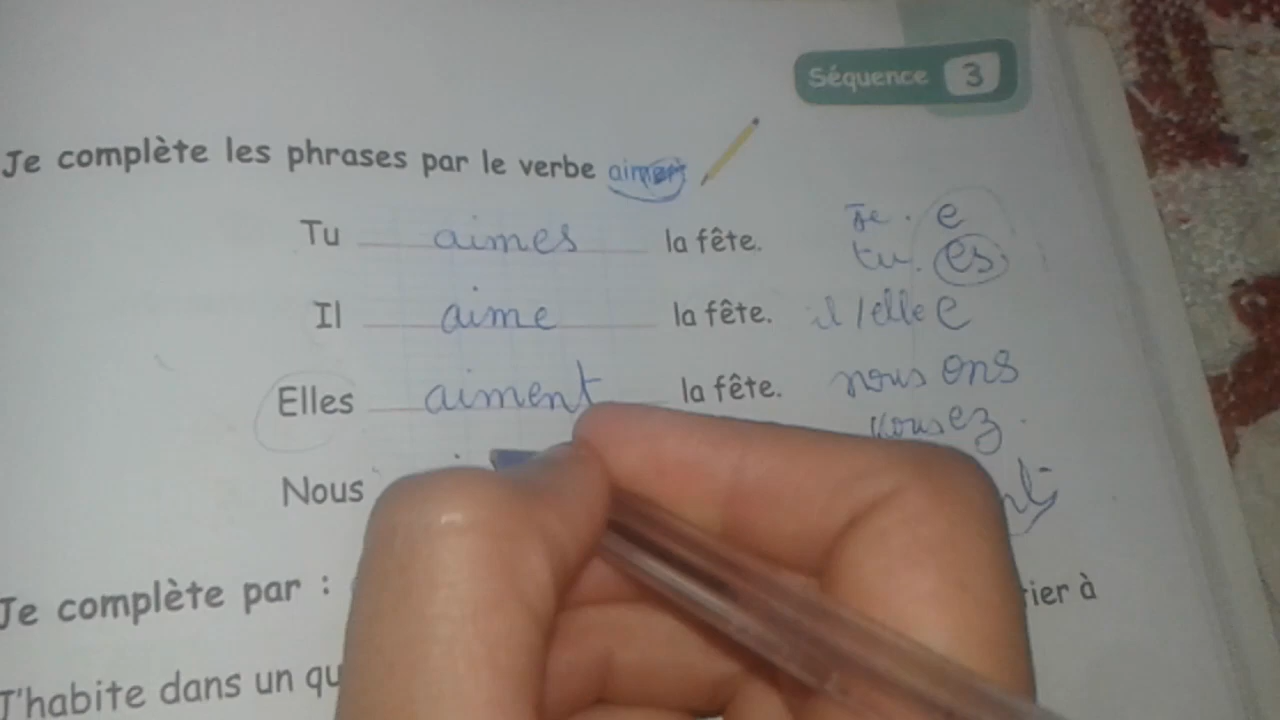 Séquence 3
Je complète les phrases par le verbe aimer
Tu aimes la fête.
Je . e
tu . es
Il aime la fête.
il / elle e
Elles aiment la fête.
nous ons
vous ez .
Nous
Je complète par :
J'habite dans un